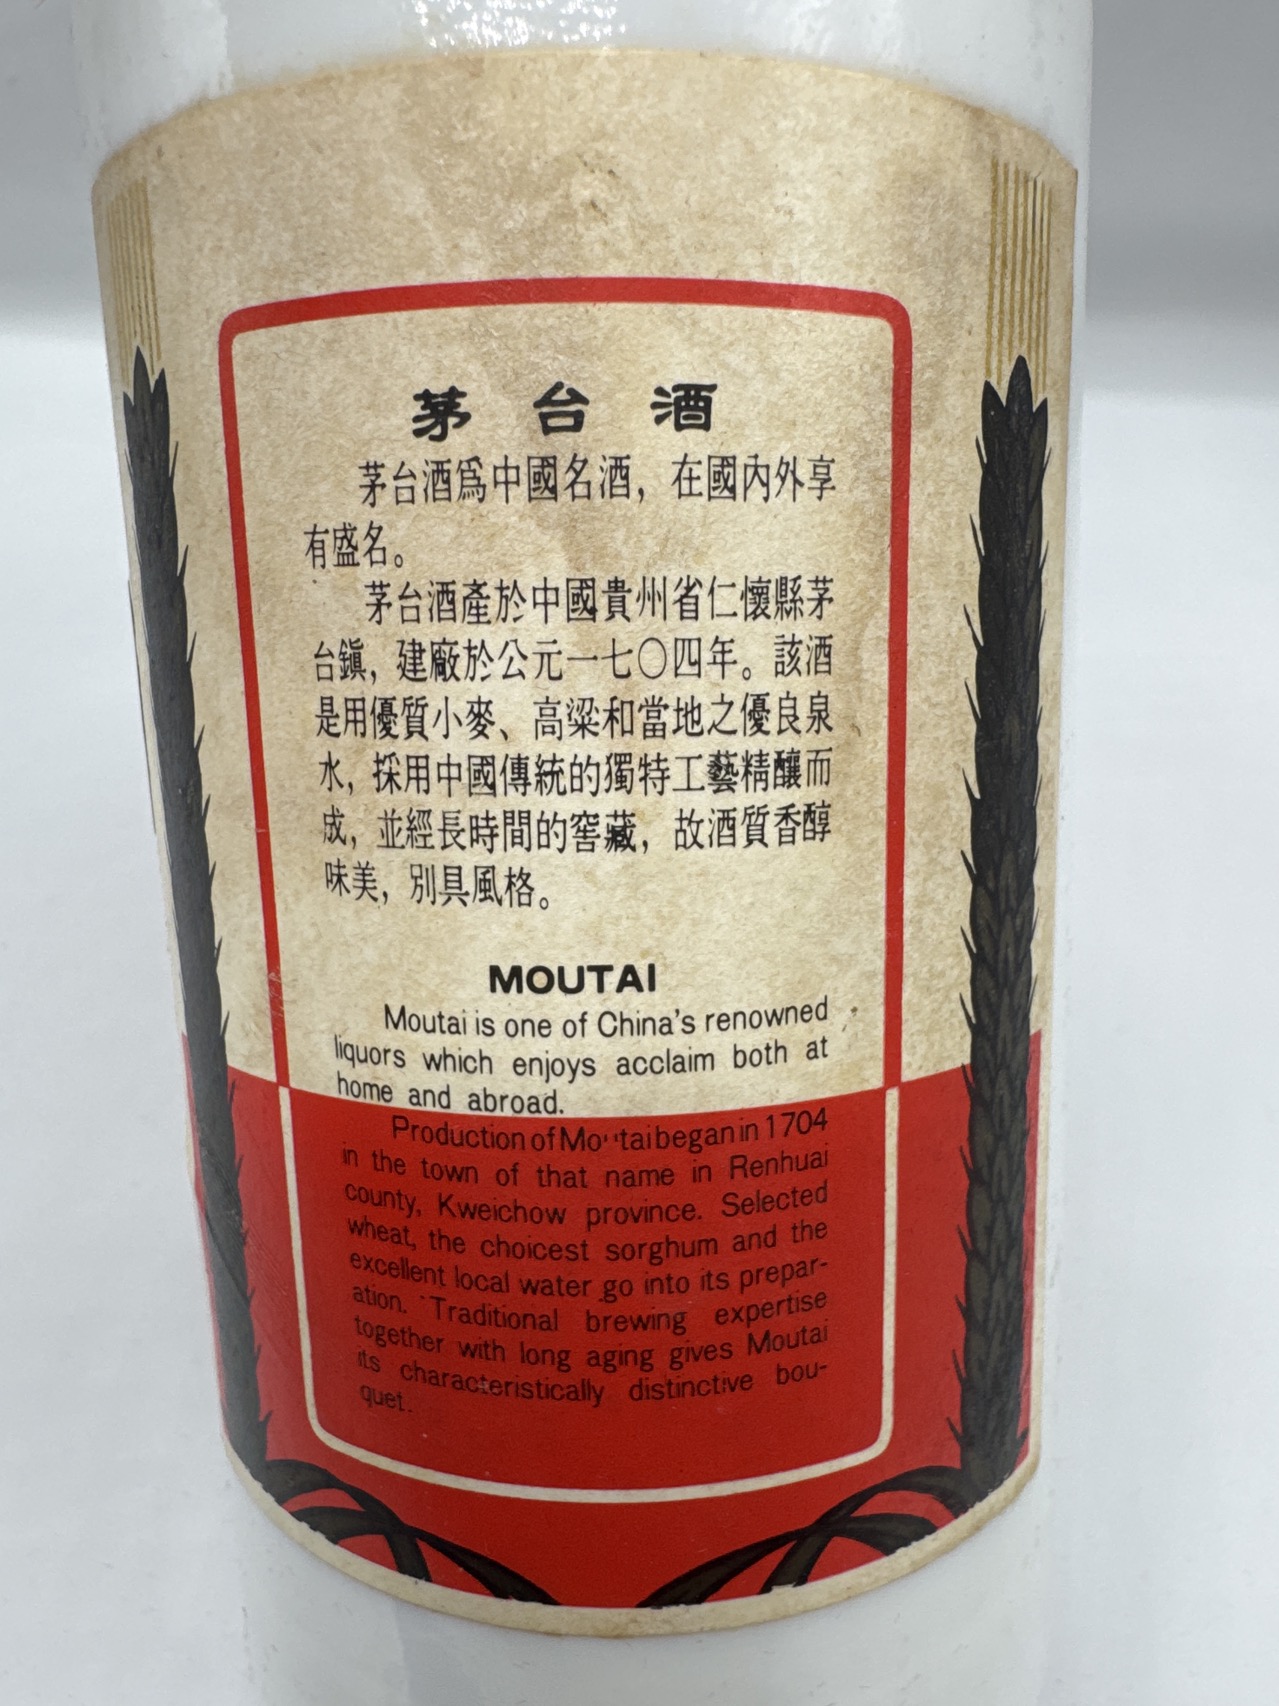 茅台酒
茅台酒爲中國名酒，在國內外享
有盛名。
茅台酒產於中國貴州省仁懷縣茅
台鎮，建廠於公元一七〇四年。該酒
是用優質小麥、高粱和當地之優良泉
水，採用中國傳統的獨特工藝精釀而
成，並經長時間的窖藏，故酒質香醇
味美，別具風格。
MOUTAI
Moutai is one of China's renowned
liquors which enjoys acclaim both at
home and abroad.
Production of Moutai began in 1704
in the town of that name in Renhuai
county, Kweichow province. Selected
wheat, the choicest sorghum and the
excellent local water go into its prepar-
ation. Traditional brewing expertise
together with long aging gives Moutai
its characteristically distinctive bou-
quet.